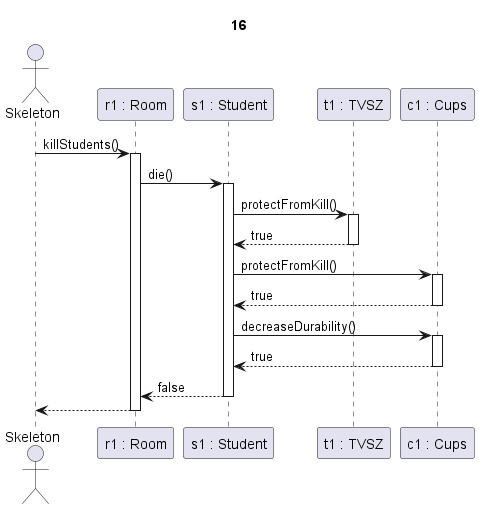 16
Skeleton
r1 : Room
s1 : Student
t1 : TVSZ
c1 : Cups
killStudents()
die()
protectFromKill()
true
protectFromKill()
true
decreaseDurability()
true
false
Skeleton
r1 : Room
s1 : Student
t1 : TVSZ
c1 : Cups